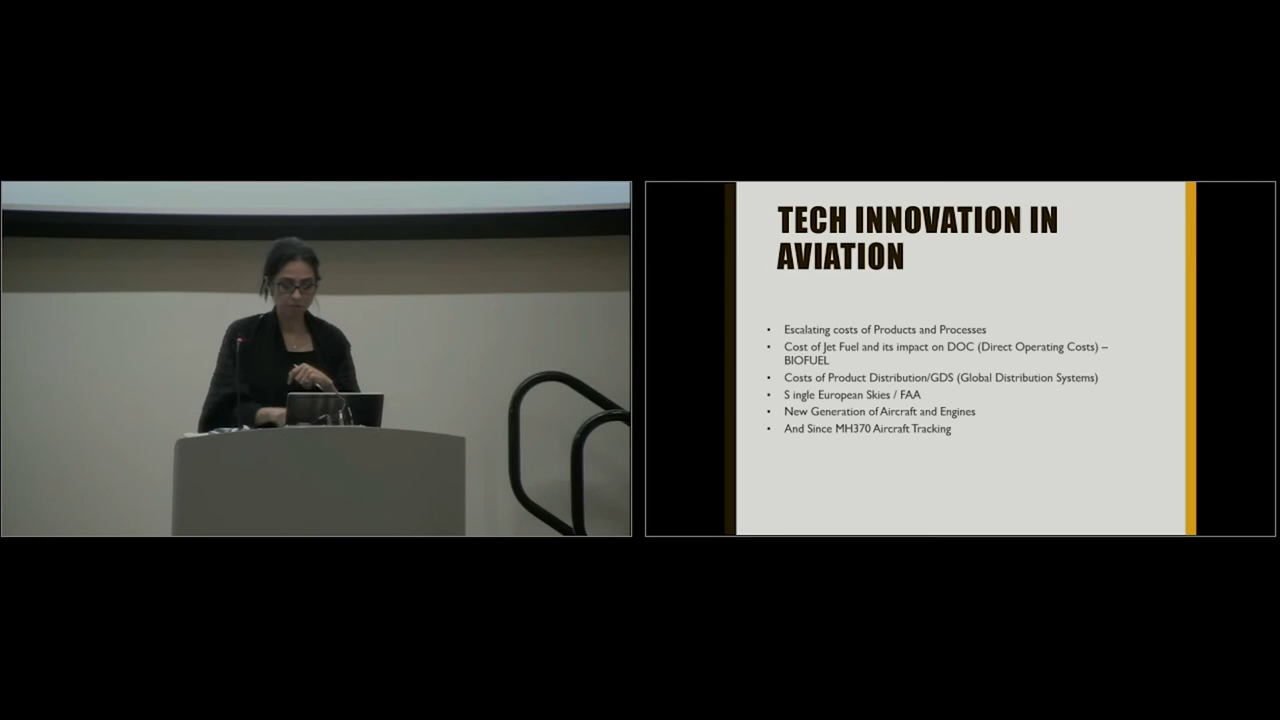 TECH INNOVATION IN
AVIATION
• Escalating costs of Products and Processes
• Cost of Jet Fuel and its impact on DOC (Direct Operating Costs) –
BIOFUEL
• Costs of Product Distribution/GDS (Global Distribution Systems)
• S ingle European Skies / FAA
• New Generation of Aircraft and Engines
• And Since MH370 Aircraft Tracking